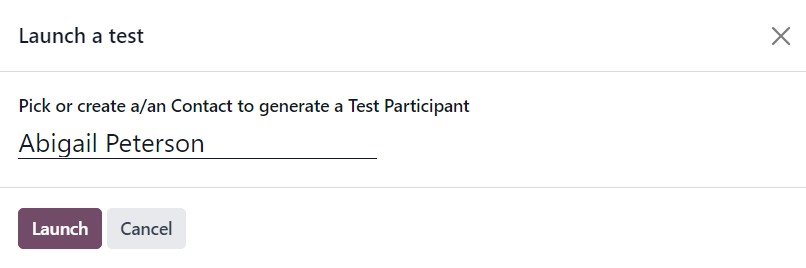 Launch a test
Pick or create a/an Contact to generate a Test Participant
Abigail Peterson
Launch Cancel